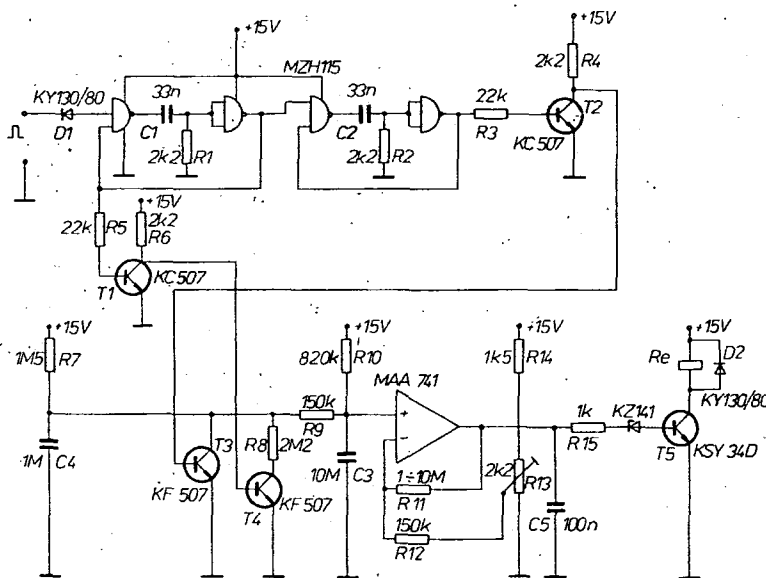 +15V
+15V
MZH115
2k2
R4
KY130/80
33n
33n
22k
T2
D1
C1
C2
R3
KC507
2k2
R1
2k2
R2
+15V
22k
R5
2k2
R6
T1
KC507
+15V
+15V
+15V
+15V
1M5
R7
820k
R10
1k5
R14
Re
D2
MAA 741
KY130/80
150k
1k
KZ141
R9
+
−
R15
T5
KSY 34D
1M
C4
T3
R8
2M2
10M
C3
1÷10M
2k2
R13
KF 507
KF 507
R11
T4
150k
C5
100n
R12